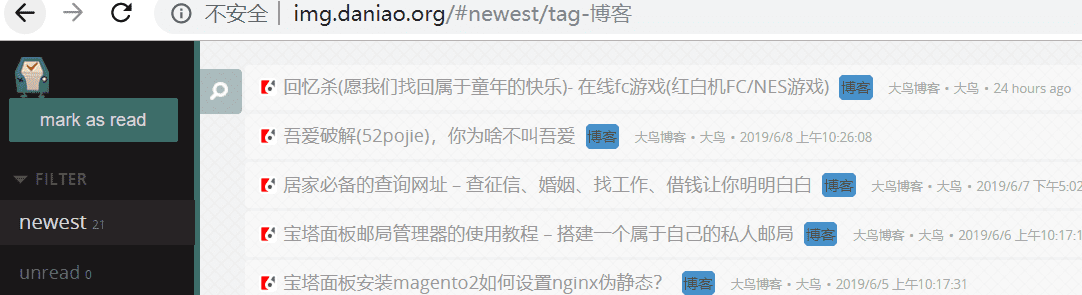 不安全 | img.daniao.org/#newest/tag-博客
mark as read
FILTER
newest 21
unread 0
回忆杀(愿我们找回属于童年的快乐)- 在线fc游戏(红白机FC/NES游戏) 博客 大鸟博客 • 大鸟 • 24 hours ago
吾爱破解(52pojie)，你为啥不叫吾爱 博客 大鸟博客 • 大鸟 • 2019/6/8 上午10:26:08
居家必备的查询网址 – 查征信、婚姻、找工作、借钱让你明明白白 博客 大鸟博客 • 大鸟 • 2019/6/7 下午5:02
宝塔面板邮局管理器的使用教程 – 搭建一个属于自己的私人邮局 博客 大鸟博客 • 大鸟 • 2019/6/6 上午10:17:1
宝塔面板安装magento2如何设置nginx伪静态？ 博客 大鸟博客 • 大鸟 • 2019/6/5 上午10:17:31